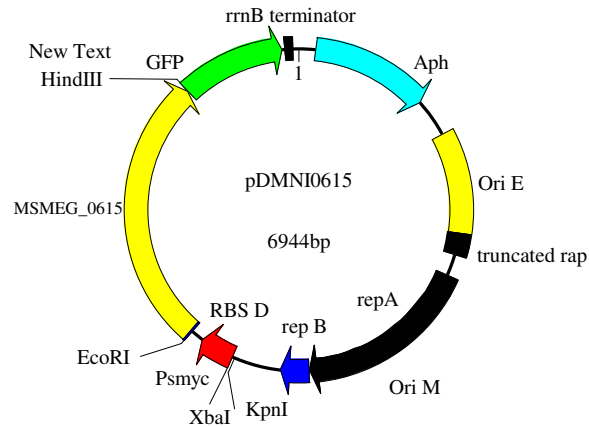 rrnB terminator
New Text
GFP
HindIII
1
Aph
pDMNI0615
Ori E
MSMEG_0615
6944bp
truncated rap
repA
RBS D
rep B
EcoRI
Psmyc
Ori M
XbaI
KpnI